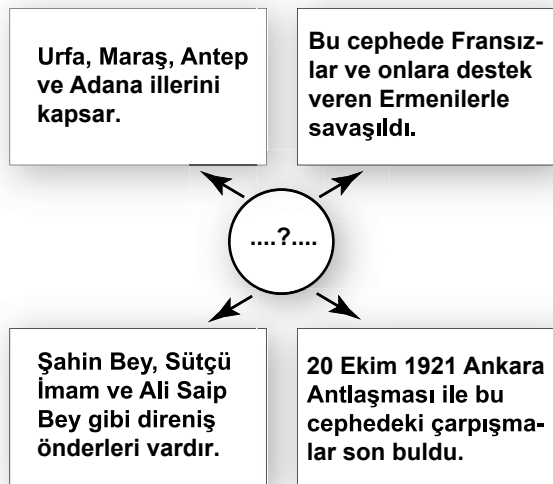 Urfa, Maraş, Antep
ve Adana illerini
kapsar.
Bu cephede Fransız-
lar ve onlara destek
veren Ermenilerle
savaşıldı.
....?....
Şahin Bey, Sütçü
İmam ve Ali Saip
Bey gibi direniş
önderleri vardır.
20 Ekim 1921 Ankara
Antlaşması ile bu
cephedeki çarpışma-
lar son buldu.